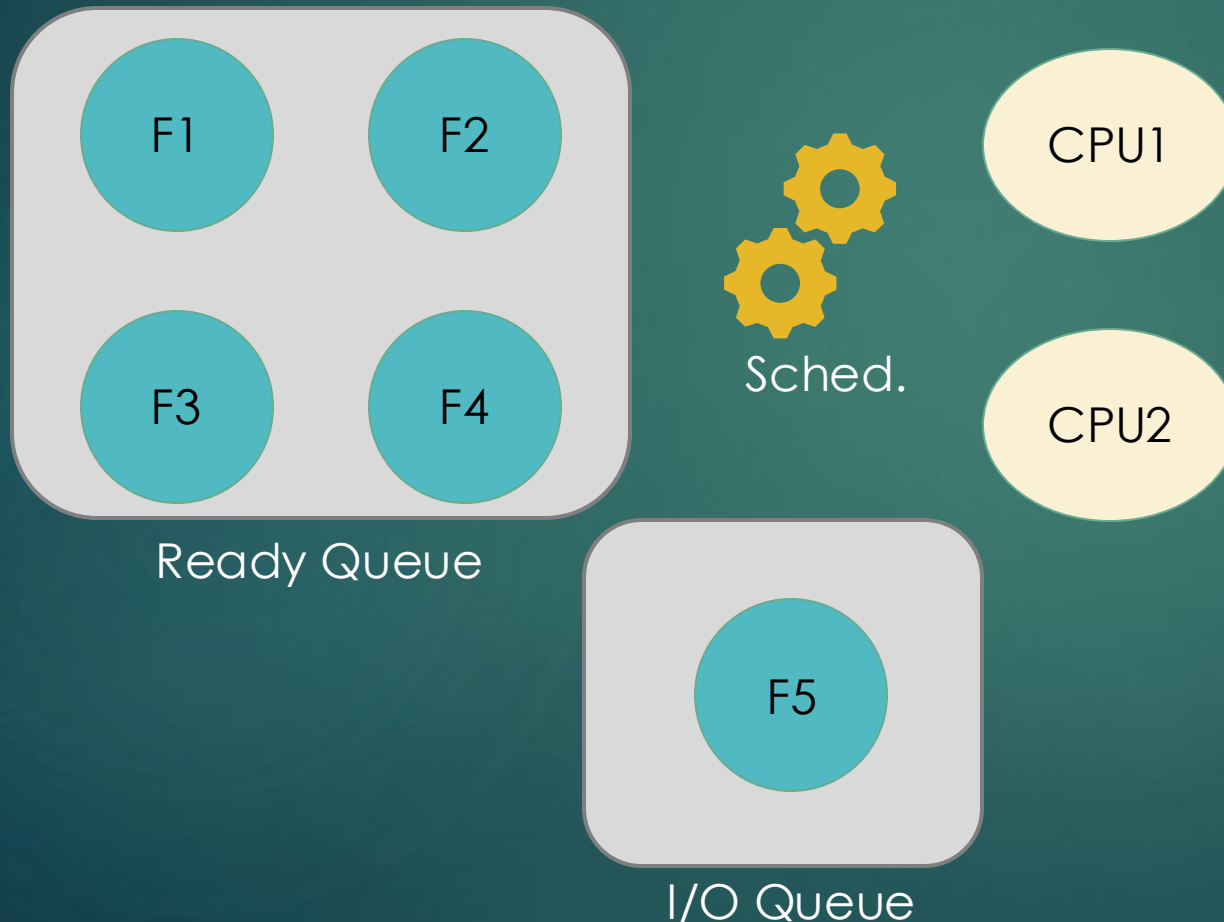 F1
F2
CPU1
Sched.
F3
F4
CPU2
Ready Queue
F5
I/O Queue